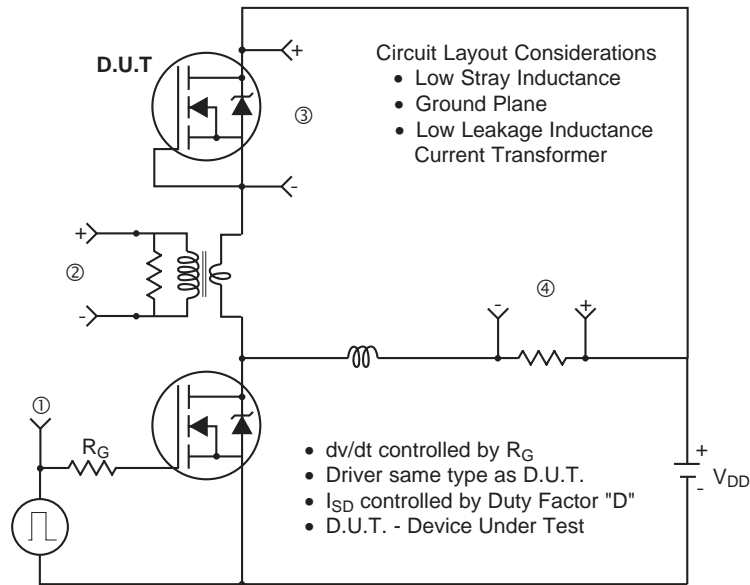 D.U.T
+
Circuit Layout Considerations
• Low Stray Inductance
• Ground Plane
• Low Leakage Inductance
Current Transformer
③
-
+
②
-
④
-
+
①
R_G
• dv/dt controlled by R_G
• Driver same type as D.U.T.
• I_SD controlled by Duty Factor "D"
• D.U.T. - Device Under Test
+
V_DD
-